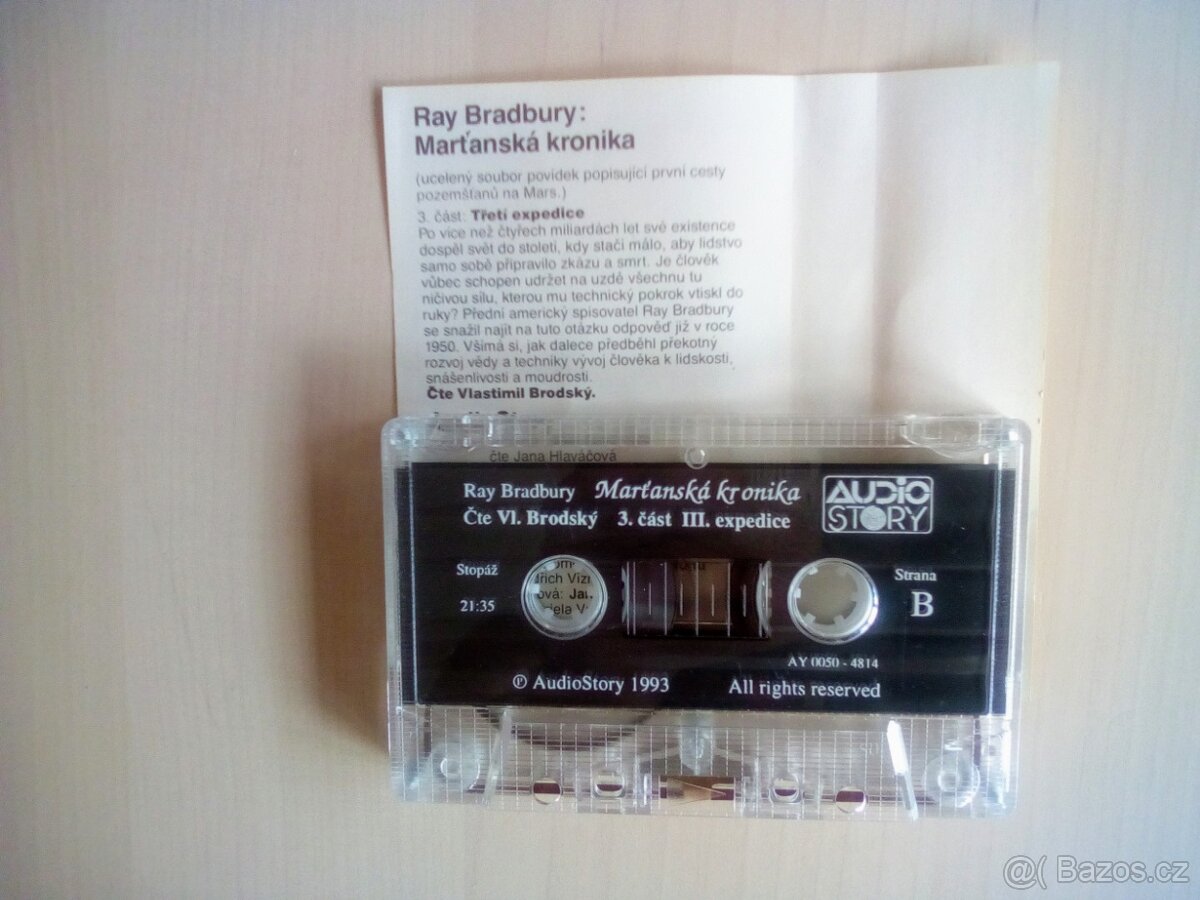 Ray Bradbury:
Marťanská kronika
(ucelený soubor povídek popisující první cesty
pozemšťanů na Mars.)
3. část: Třetí expedice
Po více než čtyřech miliardách let své existence
dospěl svět do století, kdy stačí málo, aby lidstvo
samo sobě připravilo zkázu a smrt. Je člověk
vůbec schopen udržet na uzdě všechnu tu
ničivou sílu, kterou mu technický pokrok vtiskl do
ruky? Přední americký spisovatel Ray Bradbury
se snažil najít na tuto otázku odpověď již v roce
1950. Všímá si, jak dalece předběhl překotný
rozvoj vědy a techniky vývoj člověka k lidskosti,
snášenlivosti a moudrosti.
Čte Vlastimil Brodský.
čte Jana Hlaváčová
Ray Bradbury Marťanská kronika
AUDIO STORY
Čte Vl. Brodský 3. část III. expedice
Stopáž
21:35
Strana
B
AY 0050 - 4814
℗ AudioStory 1993 All rights reserved
@( Bazos.cz